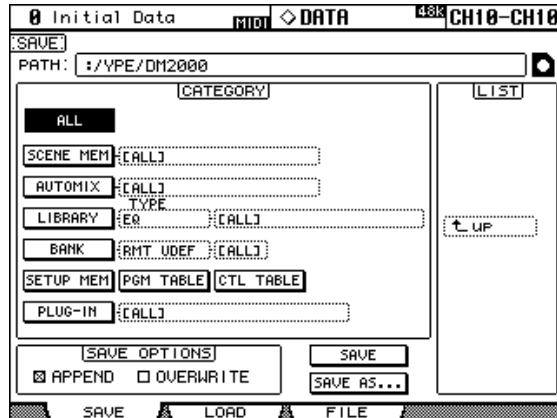 0 Initial Data MIDI ◇DATA 48K CH10-CH10
SAVE
PATH: :/YPE/DM2000
CATEGORY
LIST
ALL
SCENE MEM [ALL]
AUTOMIX [ALL]
TYPE
LIBRARY EQ [ALL]
UP
BANK RMT UDEF [ALL]
SETUP MEM PGM TABLE CTL TABLE
PLUG-IN [ALL]
SAVE OPTIONS
SAVE
APPEND OVERWRITE
SAVE AS...
SAVE LOAD FILE